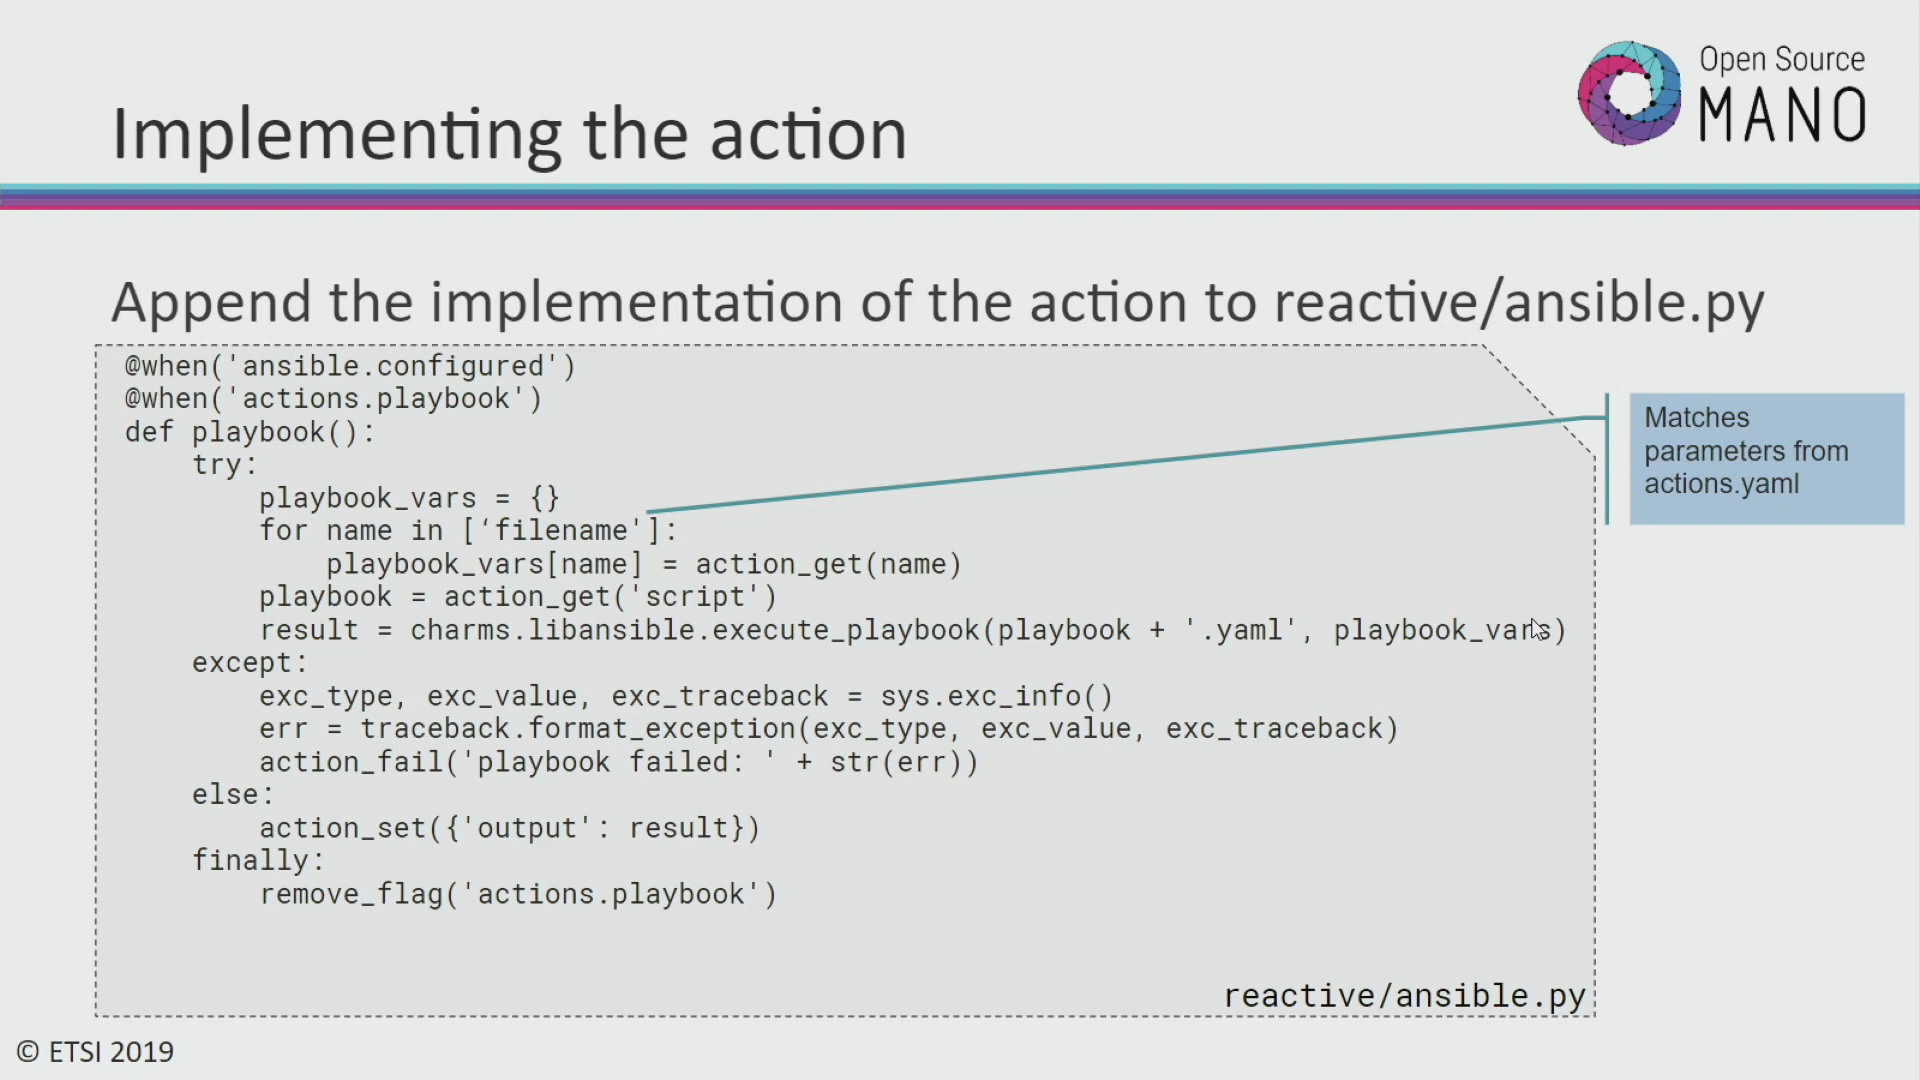 Open Source
MANO
Implementing the action
Append the implementation of the action to reactive/ansible.py
@when('ansible.configured')
@when('actions.playbook')
def playbook():
    try:
        playbook_vars = {}
        for name in [‘filename']:
            playbook_vars[name] = action_get(name)
        playbook = action_get('script')
        result = charms.libansible.execute_playbook(playbook + '.yaml', playbook_vars)
    except:
        exc_type, exc_value, exc_traceback = sys.exc_info()
        err = traceback.format_exception(exc_type, exc_value, exc_traceback)
        action_fail('playbook failed: ' + str(err))
    else:
        action_set({'output': result})
    finally:
        remove_flag('actions.playbook')
Matches
parameters from
actions.yaml
reactive/ansible.py
© ETSI 2019